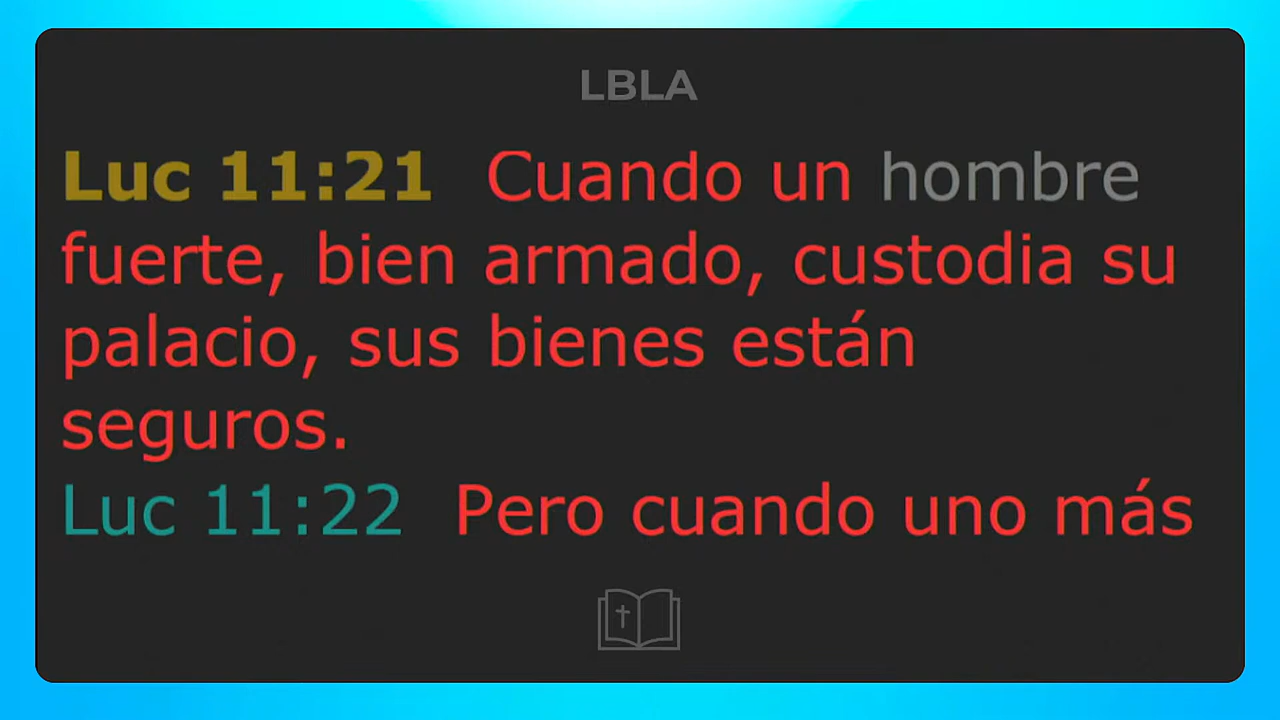 LBLA
Luc 11:21 Cuando un hombre
fuerte, bien armado, custodia su
palacio, sus bienes están
seguros.
Luc 11:22 Pero cuando uno más